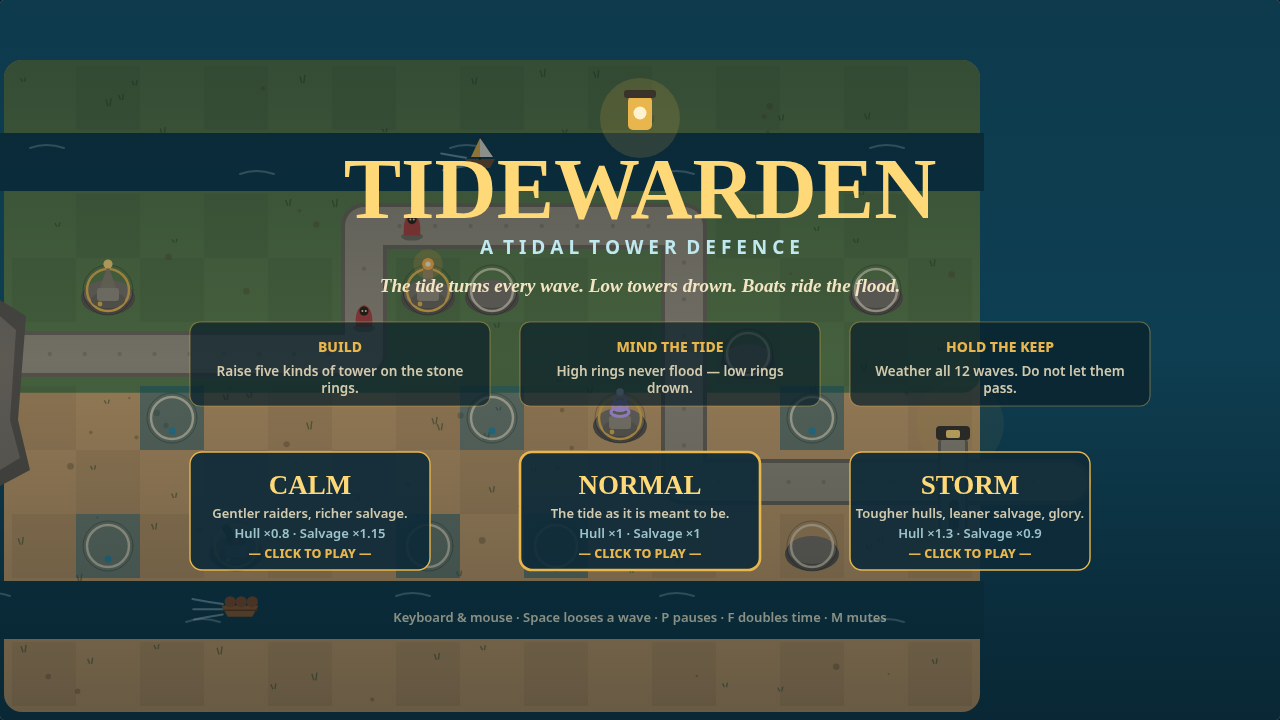 TIDEWARDEN
A TIDAL TOWER DEFENCE
The tide turns every wave. Low towers drown. Boats ride the flood.
BUILD
Raise five kinds of tower on the stone
rings.
MIND THE TIDE
High rings never flood — low rings
drown.
HOLD THE KEEP
Weather all 12 waves. Do not let them
pass.
CALM
Gentler raiders, richer salvage.
Hull ×0.8 · Salvage ×1.15
— CLICK TO PLAY —
NORMAL
The tide as it is meant to be.
Hull ×1 · Salvage ×1
— CLICK TO PLAY —
STORM
Tougher hulls, leaner salvage, glory.
Hull ×1.3 · Salvage ×0.9
— CLICK TO PLAY —
Keyboard & mouse · Space looses a wave · P pauses · F doubles time · M mutes